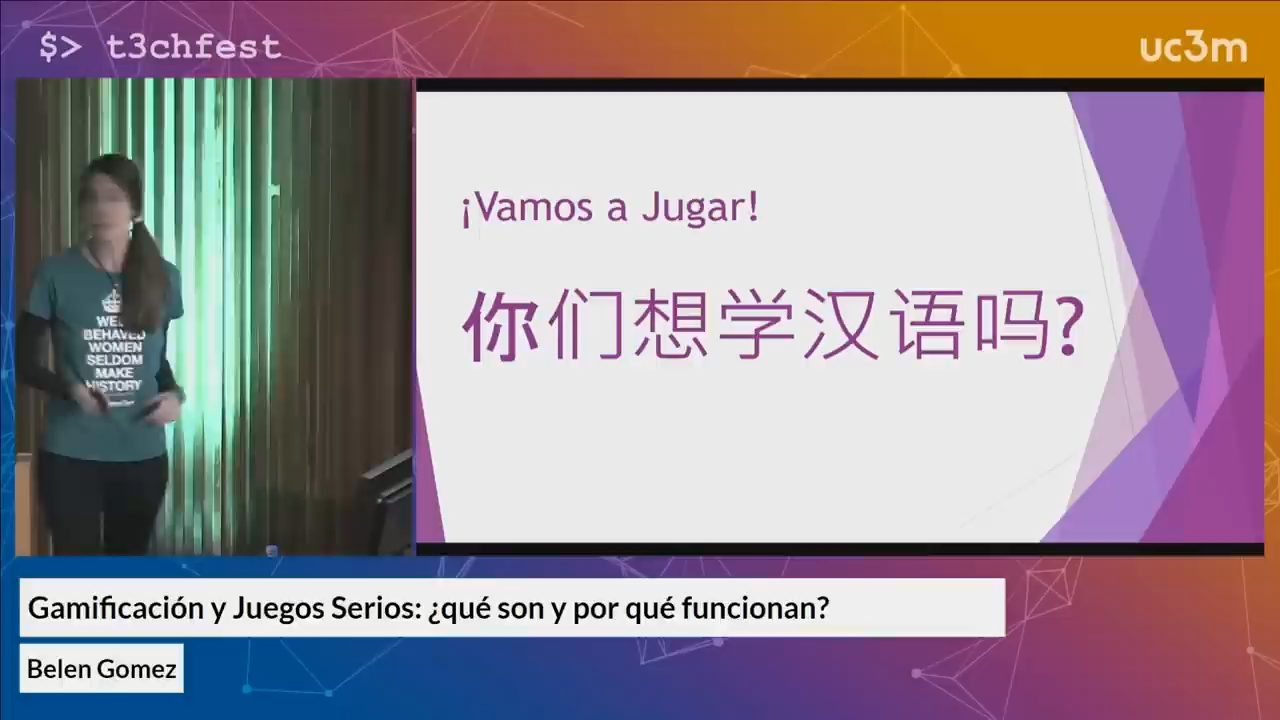 $> t3chfest
uc3m
¡Vamos a Jugar!
你们想学汉语吗?
WELL
BEHAVED
WOMEN
SELDOM
MAKE
HISTORY
Gamificación y Juegos Serios: ¿qué son y por qué funcionan?
Belen Gomez